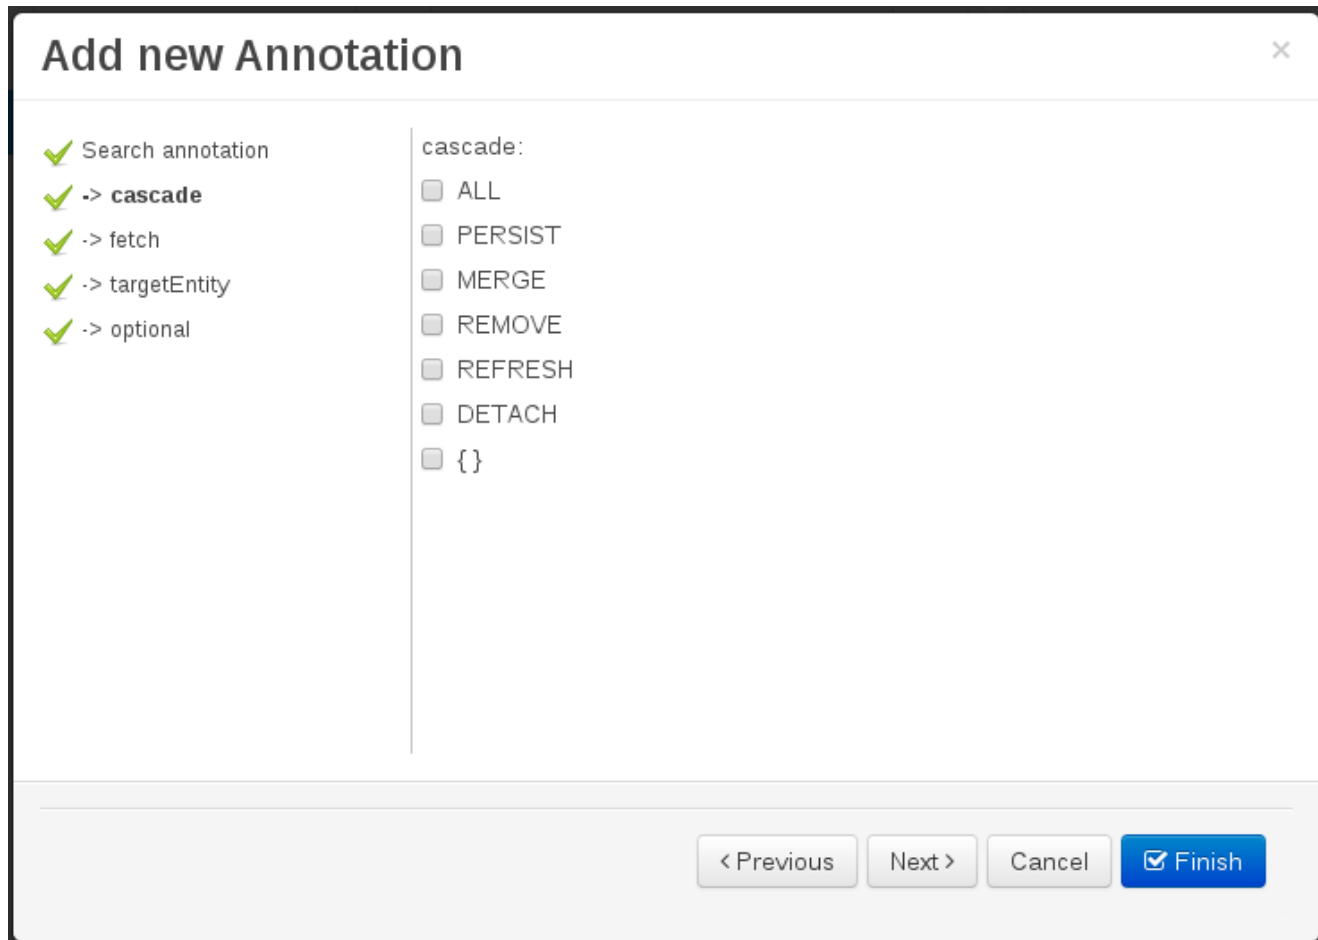 Add new Annotation
×
Search annotation
-> cascade
-> fetch
-> targetEntity
-> optional
cascade:
ALL
PERSIST
MERGE
REMOVE
REFRESH
DETACH
{}
< Previous
Next >
Cancel
Finish